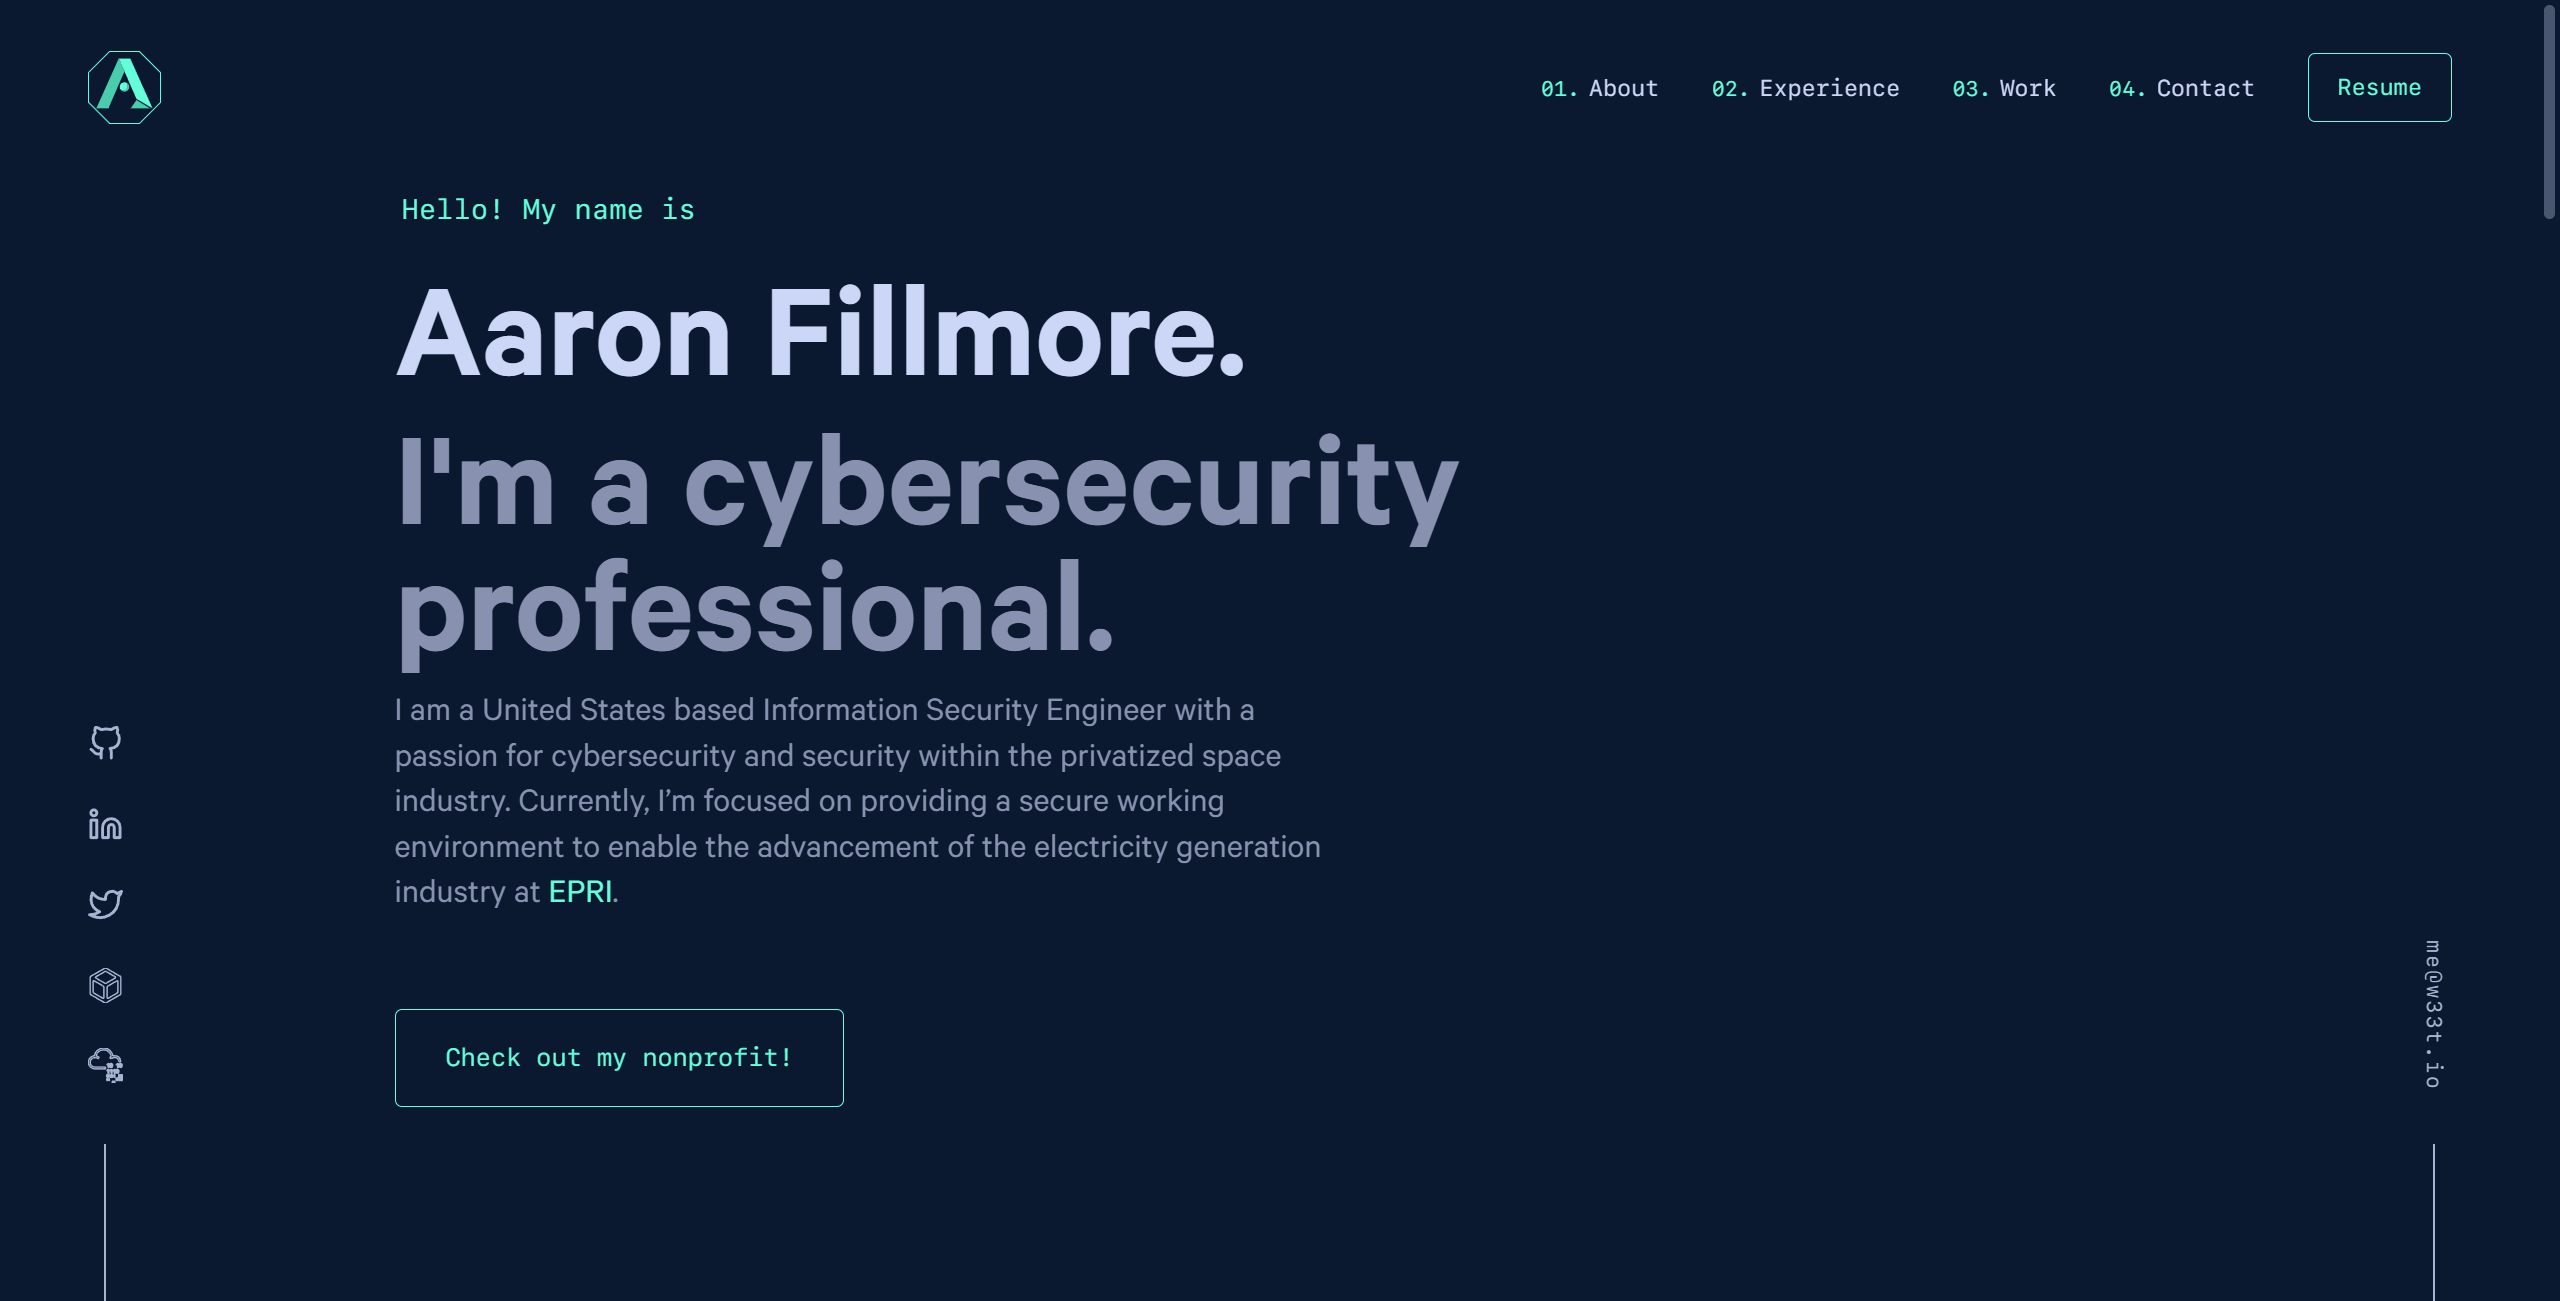 01. About 02. Experience 03. Work 04. Contact Resume
Hello! My name is
Aaron Fillmore.
I'm a cybersecurity
professional.
I am a United States based Information Security Engineer with a
passion for cybersecurity and security within the privatized space
industry. Currently, I’m focused on providing a secure working
environment to enable the advancement of the electricity generation
industry at EPRI.
Check out my nonprofit!
me@w33t.io